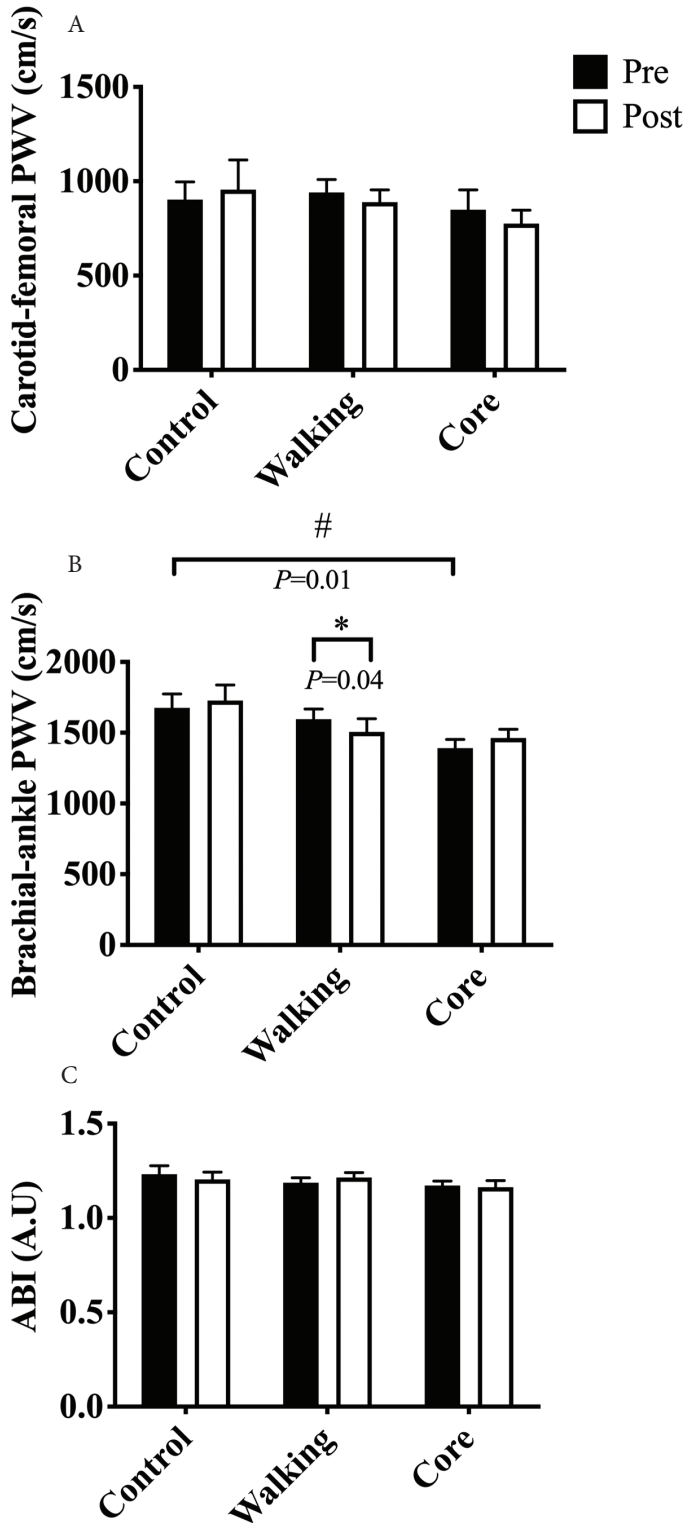 A
Carotid-femoral PWV (cm/s)
1500
1000
500
0
Pre
Post
Control
Walking
Core
B
#
P=0.01
*
P=0.04
Brachial-ankle PWV (cm/s)
2000
1500
1000
500
0
Control
Walking
Core
C
ABI (A.U)
1.5
1.0
0.5
0.0
Control
Walking
Core